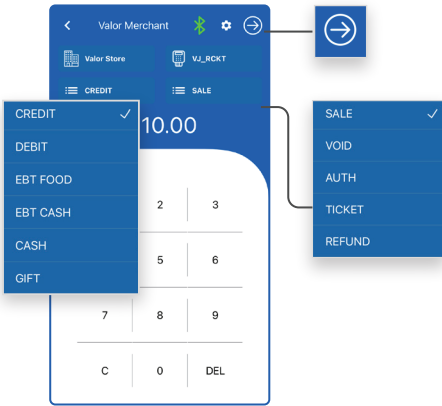 Valor Merchant
Valor Store
VJ_RCKT
CREDIT
SALE
10.00
CREDIT
DEBIT
EBT FOOD
EBT CASH
CASH
GIFT
SALE
VOID
AUTH
TICKET
REFUND
2 3
5 6
7 8 9
C 0 DEL